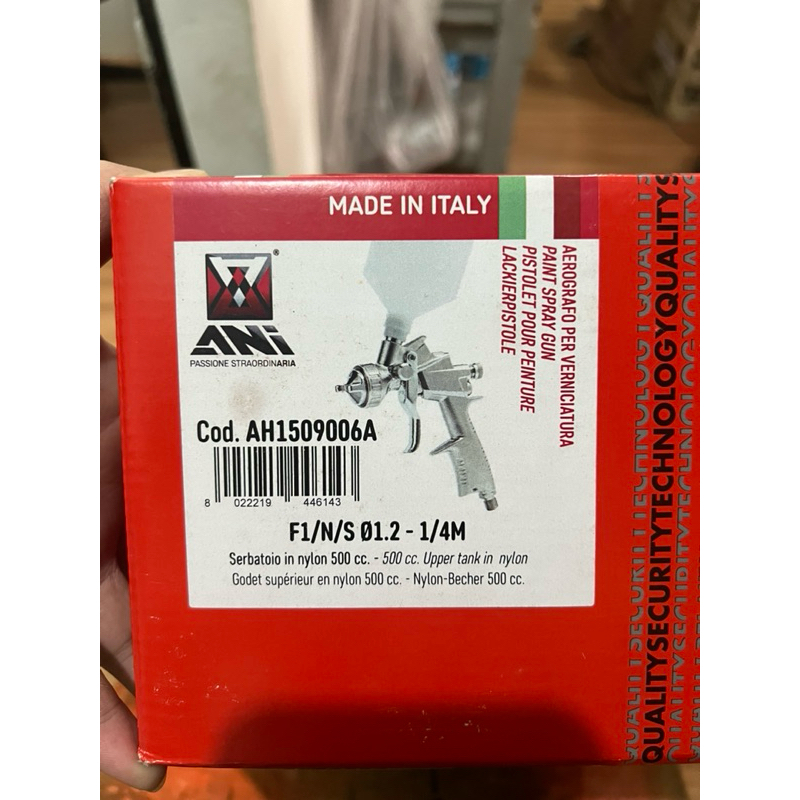 MADE IN ITALY
ANi
®
PASSIONE STRAORDINARIA
AEROGRAFO PER VERNICIATURA
PAINT SPRAY GUN
PISTOLET POUR PEINTURE
LACKIERPISTOLE
Cod. AH1509006A
8 022219 446143
F1/N/S Ø1.2 - 1/4M
Serbatoio in nylon 500 cc. - 500 cc. Upper tank in nylon
Godet supérieur en nylon 500 cc. - Nylon-Becher 500 cc.
QUALITYSECURITYTECHNOLOGYQUALITYS